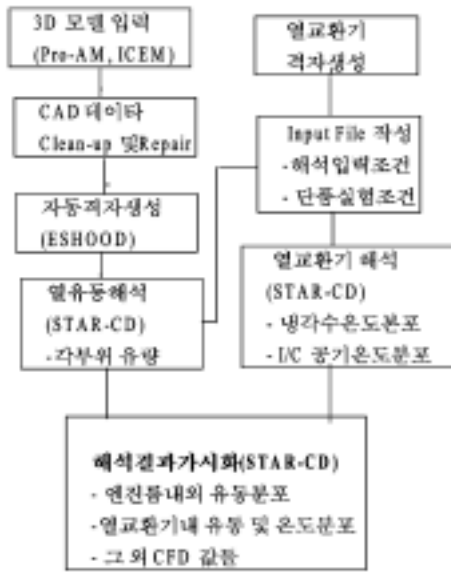 3D 모델 입력
(Pro-AM, ICEM)
CAD 데이타
Clean-up 및Repair
자동격자생성
(ESHOOD)
열유동해석
(STAR-CD)
-각부위 유량
열교환기
격자생성
Input File 작성
-해석입력조건
- 단품실험조건
열교환기 해석
(STAR-CD)
- 냉각수온도분포
- I/C 공기온도분포
해석결과가시화(STAR-CD)
- 엔진룸내외 유동분포
-열교환기내 유동 및 온도분포
- 그 외 CFD 값들